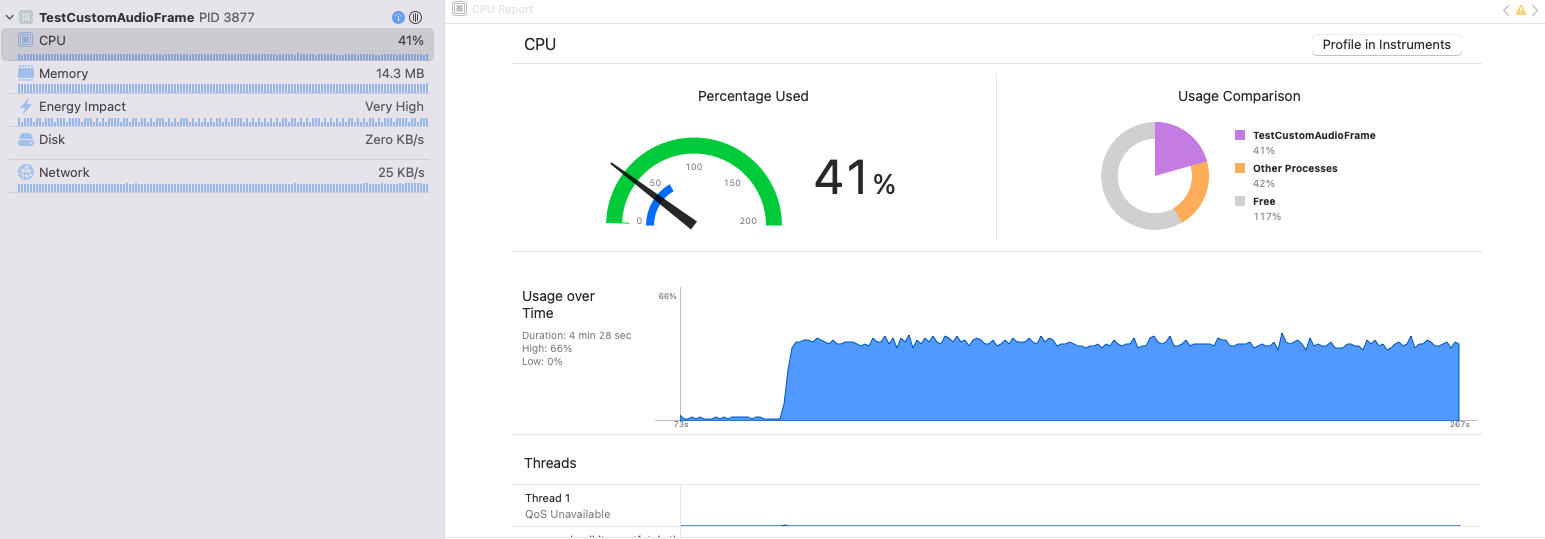 TestCustomAudioFrame PID 3877
CPU 41%
Memory 14.3 MB
Energy Impact Very High
Disk Zero KB/s
Network 25 KB/s
CPU Report
CPU
Profile in Instruments
Percentage Used
0
50
100
150
200
41%
Usage Comparison
TestCustomAudioFrame
41%
Other Processes
42%
Free
117%
Usage over
Time
Duration: 4 min 28 sec
High: 66%
Low: 0%
66%
73s
267s
Threads
Thread 1
QoS Unavailable